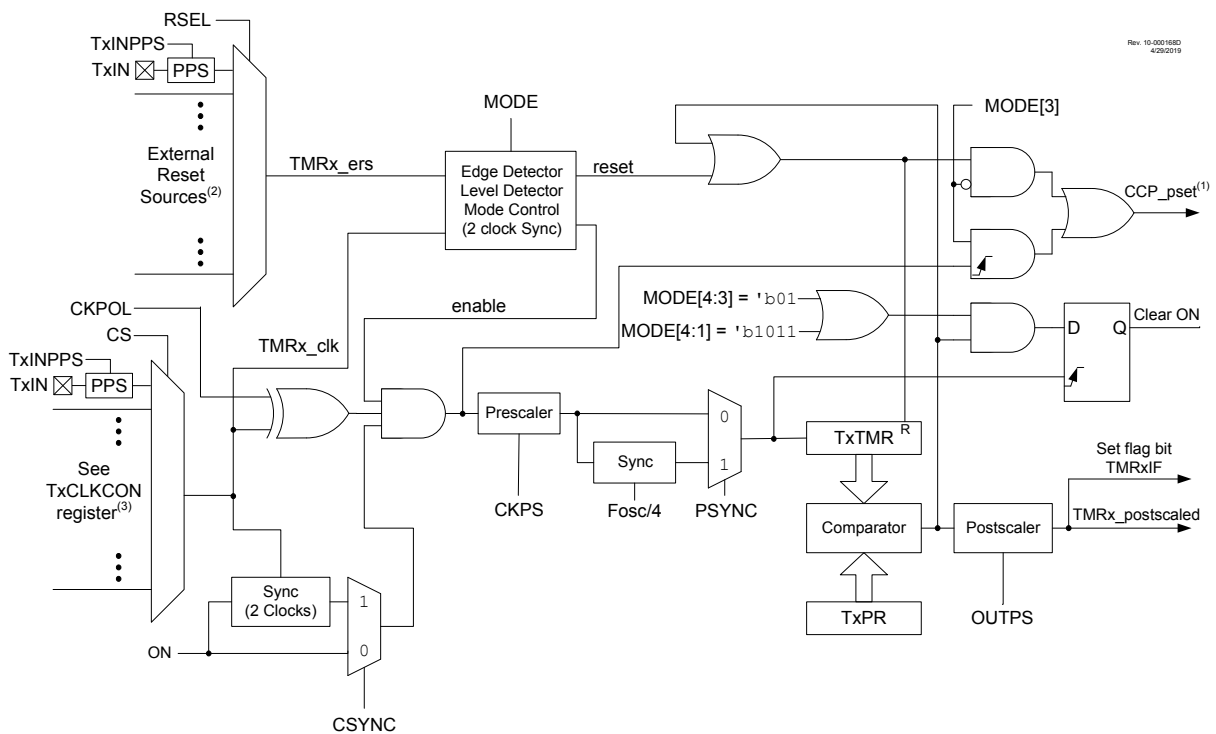 RSEL
Rev. 10-000168D
4/29/2019
TxINPPS
TxIN
PPS
MODE
MODE[3]
External
Reset
Sources(2)
TMRx_ers
Edge Detector
Level Detector
Mode Control
(2 clock Sync)
reset
CCP_pset(1)
enable
MODE[4:3] = 'b01
MODE[4:1] = 'b1011
D
Q
Clear ON
CKPOL
CS
TMRx_clk
TxINPPS
TxIN
PPS
See
TxCLKCON
register(3)
Prescaler
CKPS
Sync
Fosc/4
0
1
PSYNC
TxTMR
R
Set flag bit
TMRxIF
Comparator
Postscaler
TMRx_postscaled
TxPR
OUTPS
Sync
(2 Clocks)
1
0
ON
CSYNC